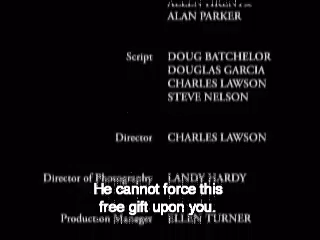 ALAN PARKER
Script DOUG BATCHELOR
DOUGLAS GARCIA
CHARLES LAWSON
STEVE NELSON
Director CHARLES LAWSON
Director of Photography LANDY HARDY
He cannot force this
free gift upon you.
Production Manager ELLEN TURNER